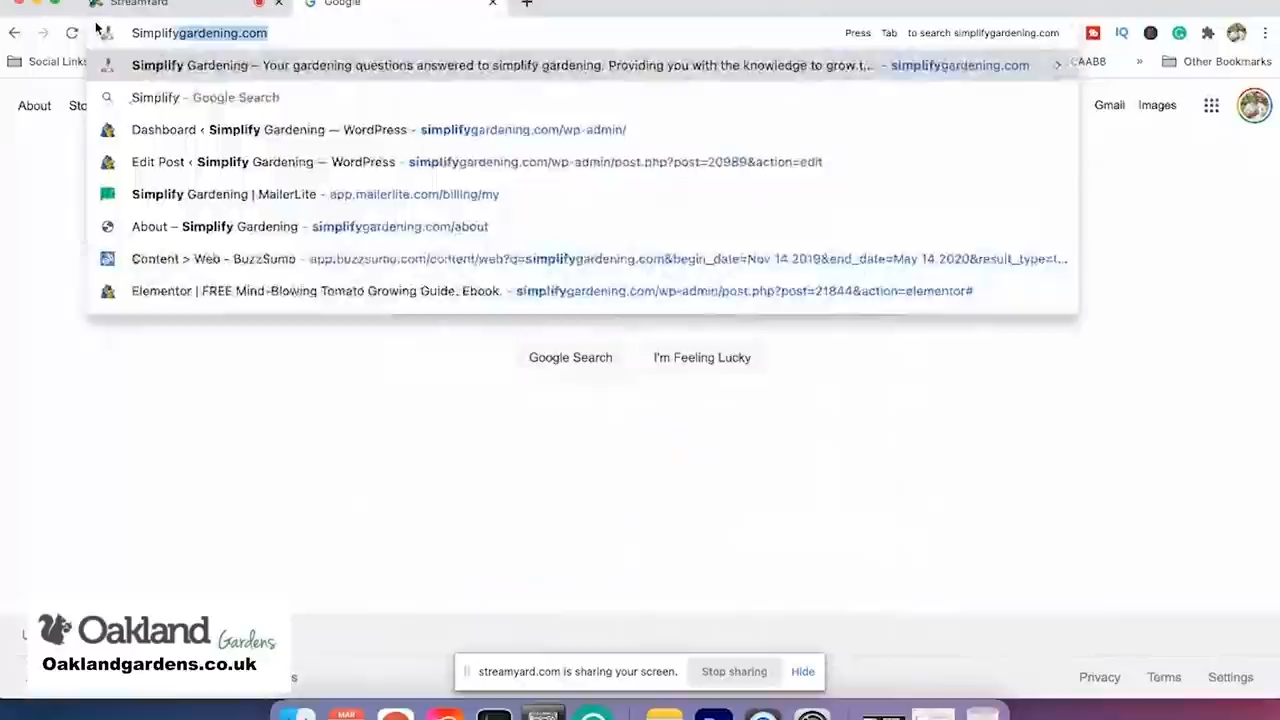 StreamYard
Google
Simplifygardening.com
Press Tab to search simplifygardening.com
Social Links
CAABB
»
Other Bookmarks
Simplify Gardening – Your gardening questions answered to simplify gardening. Providing you with the knowledge to grow t... - simplifygardening.com
Simplify - Google Search
About
Sto
Gmail
Images
Dashboard ‹ Simplify Gardening — WordPress - simplifygardening.com/wp-admin/
Edit Post ‹ Simplify Gardening — WordPress - simplifygardening.com/wp-admin/post.php?post=20989&action=edit
Simplify Gardening | MailerLite - app.mailerlite.com/billing/my
About – Simplify Gardening - simplifygardening.com/about
Content > Web - BuzzSumo - app.buzzsumo.com/content/web?q=simplifygardening.com&begin_date=Nov 14 2019&end_date=May 14 2020&result_type=t...
Elementor | FREE Mind-Blowing Tomato Growing Guide. Ebook. - simplifygardening.com/wp-admin/post.php?post=21844&action=elementor#
Google Search
I'm Feeling Lucky
Oakland Gardens
Oaklandgardens.co.uk
streamyard.com is sharing your screen.
Stop sharing
Hide
Privacy
Terms
Settings
MAR